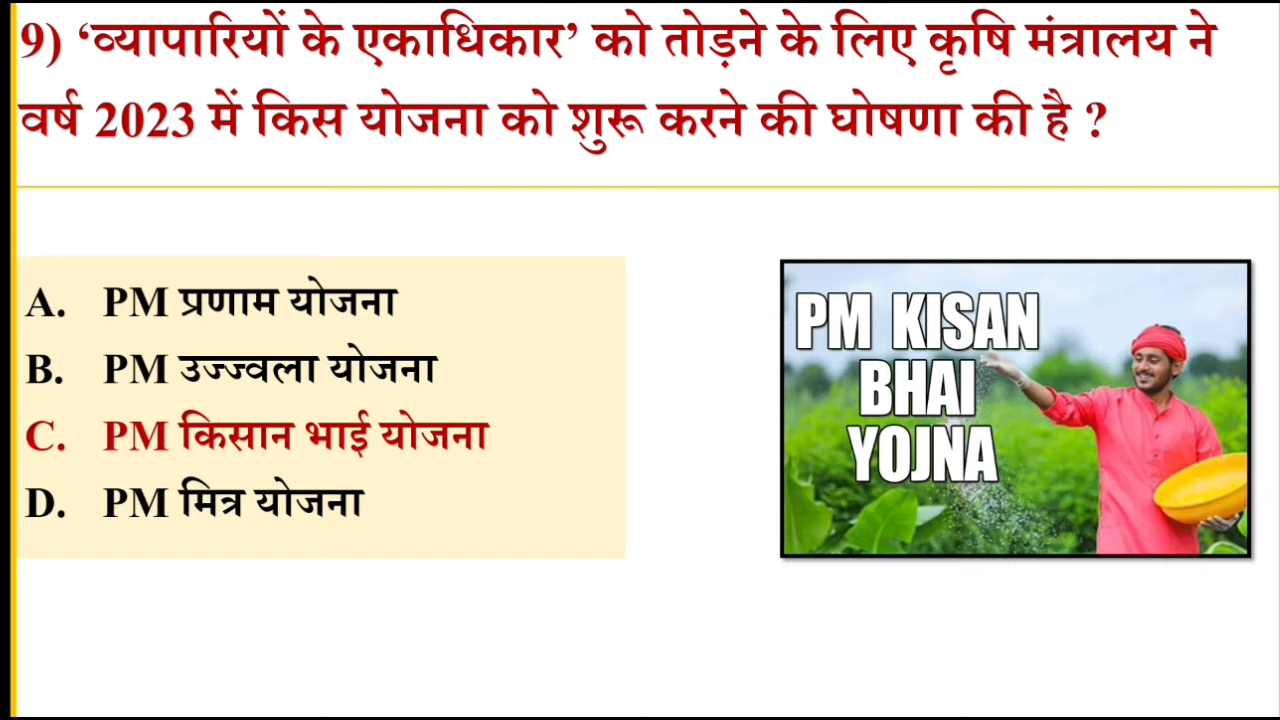 9) ‘व्यापारियों के एकाधिकार’ को तोड़ने के लिए कृषि मंत्रालय ने
वर्ष 2023 में किस योजना को शुरू करने की घोषणा की है ?
A. PM प्रणाम योजना
B. PM उज्ज्वला योजना
C. PM किसान भाई योजना
D. PM मित्र योजना
PM KISAN
BHAI
YOJNA